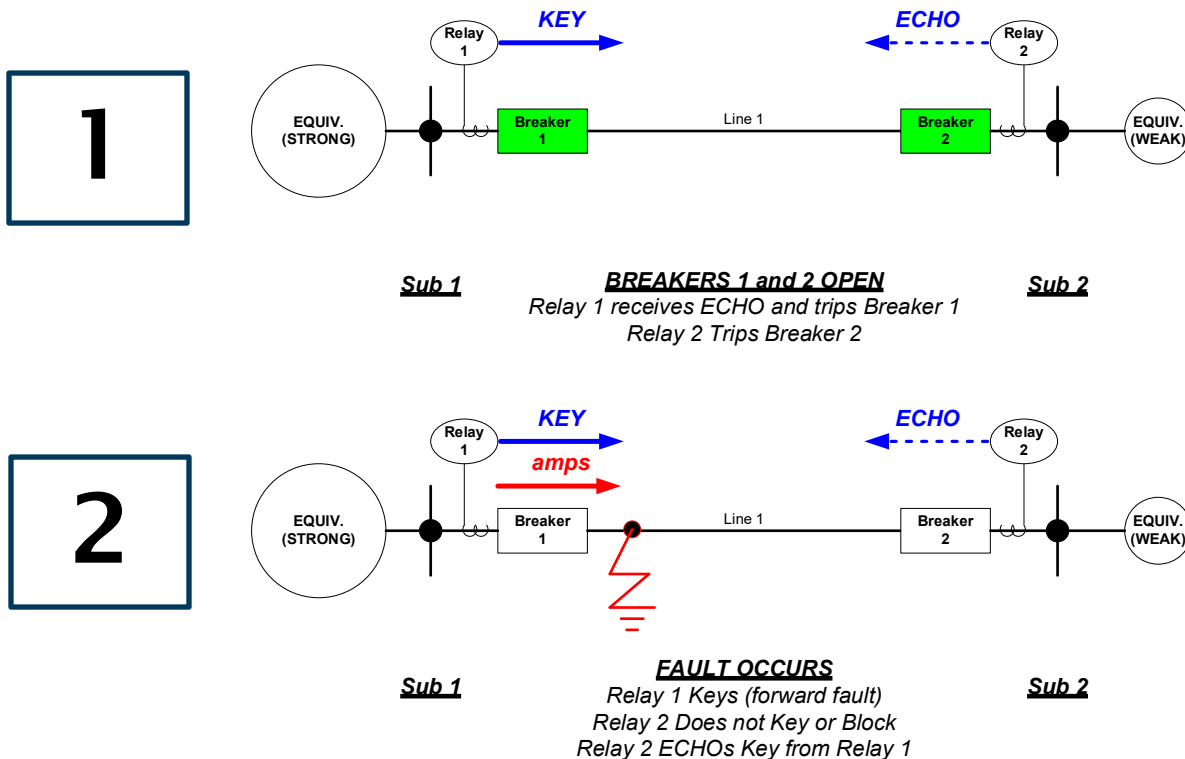 1
KEY
ECHO
Relay
1
Relay
2
EQUIV.
(STRONG)
Breaker
1
Line 1
Breaker
2
EQUIV.
(WEAK)
Sub 1
BREAKERS 1 and 2 OPEN
Sub 2
Relay 1 receives ECHO and trips Breaker 1
Relay 2 Trips Breaker 2
2
KEY
ECHO
Relay
1
Relay
2
amps
EQUIV.
(STRONG)
Breaker
1
Line 1
Breaker
2
EQUIV.
(WEAK)
Sub 1
FAULT OCCURS
Sub 2
Relay 1 Keys (forward fault)
Relay 2 Does not Key or Block
Relay 2 ECHOs Key from Relay 1